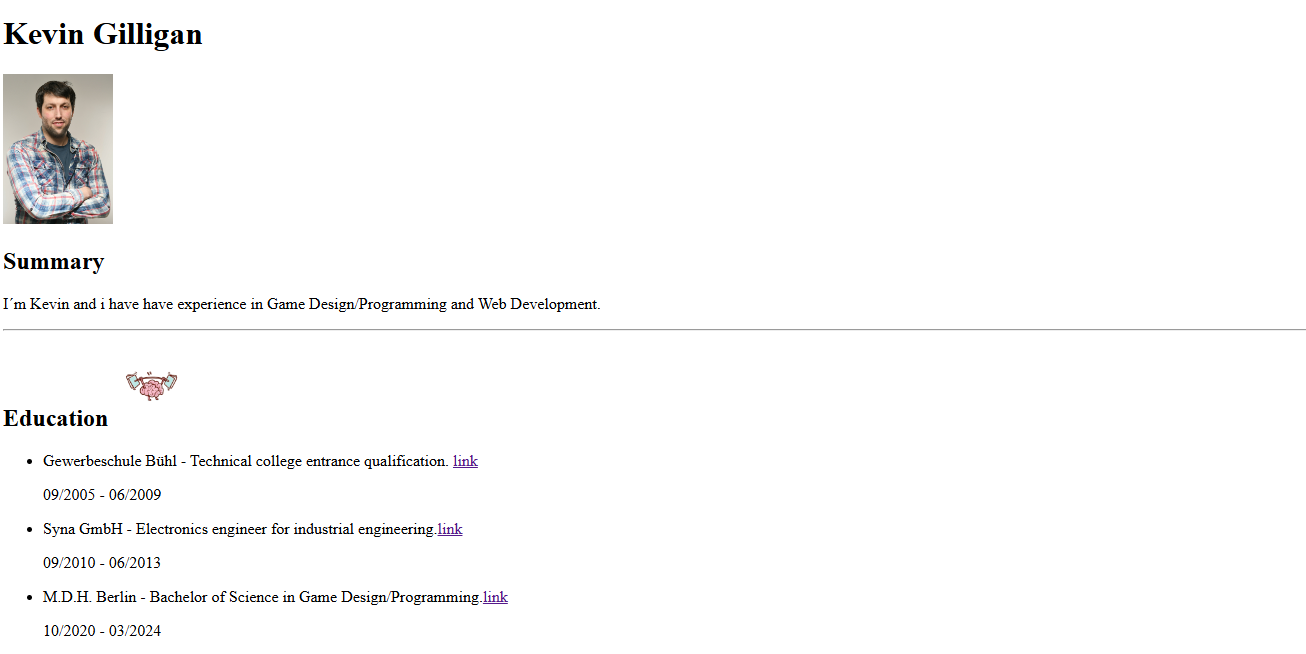 Kevin Gilligan
Summary
I´m Kevin and i have have experience in Game Design/Programming and Web Development.
Education
Gewerbeschule Bühl - Technical college entrance qualification. link
09/2005 - 06/2009
Syna GmbH - Electronics engineer for industrial engineering.link
09/2010 - 06/2013
M.D.H. Berlin - Bachelor of Science in Game Design/Programming.link
10/2020 - 03/2024